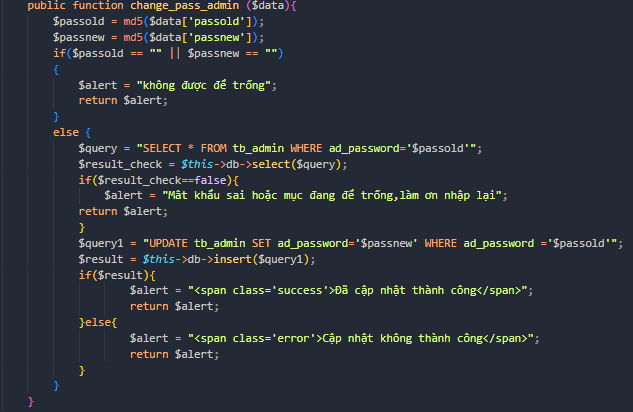 public function change_pass_admin ($data){
$passold = md5($data['passold']);
$passnew = md5($data['passnew']);
if($passold == "" || $passnew == "")
{
$alert = "không được để trống";
return $alert;
}
else {
$query = "SELECT * FROM tb_admin WHERE ad_password='$passold'";
$result_check = $this->db->select($query);
if($result_check==false){
$alert = "Mât khẩu sai hoặc mục đang để trống,làm ơn nhập lại";
return $alert;
}
$query1 = "UPDATE tb_admin SET ad_password='$passnew' WHERE ad_password ='$passold'";
$result = $this->db->insert($query1);
if($result){
$alert = "<span class='success'>Đã cập nhật thành công</span>";
return $alert;
}else{
$alert = "<span class='error'>Cập nhật không thành công</span>";
return $alert;
}
}
}